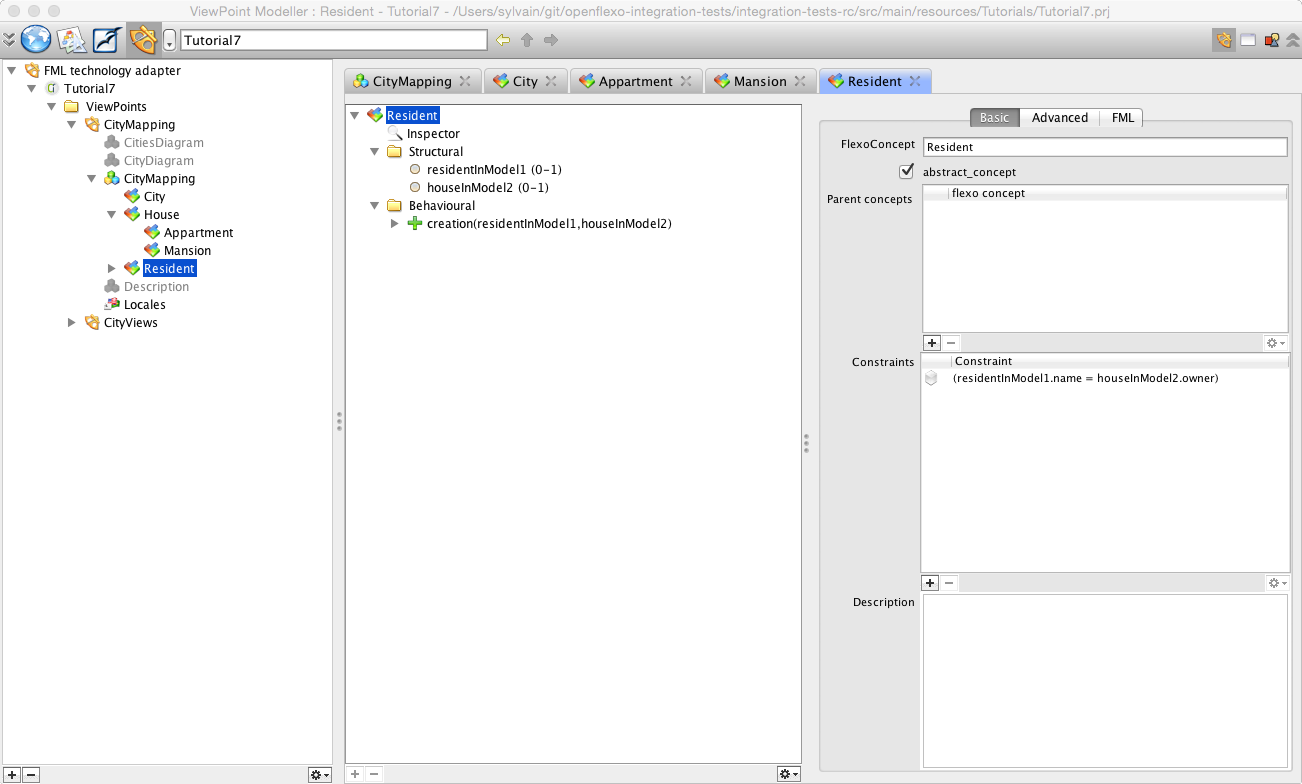 ViewPoint Modeller : Resident - Tutorial7 - /Users/sylvain/git/openflexo-integration-tests/integration-tests-rc/src/main/resources/Tutorials/Tutorial7.prj
Tutorial7
FML technology adapter
Tutorial7
ViewPoints
CityMapping
CitiesDiagram
CityDiagram
CityMapping
City
House
Appartment
Mansion
Resident
Description
Locales
CityViews
CityMapping
City
Appartment
Mansion
Resident
Resident
Inspector
Structural
residentInModel1 (0-1)
houseInModel2 (0-1)
Behavioural
creation(residentInModel1,houseInModel2)
Basic
Advanced
FML
FlexoConcept
Resident
abstract_concept
Parent concepts
flexo concept
Constraints
Constraint
(residentInModel1.name = houseInModel2.owner)
Description